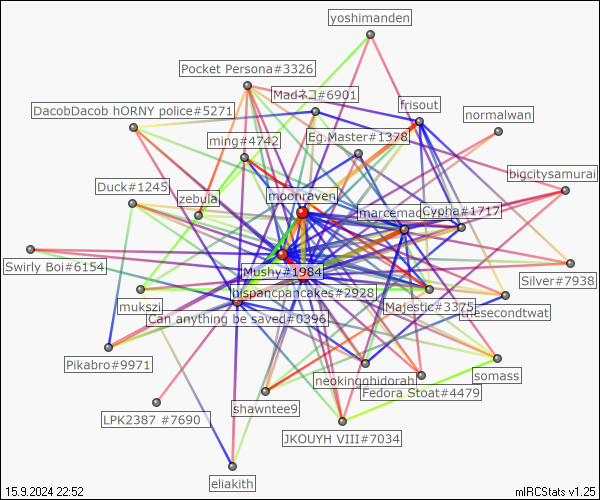 yoshimanden
Pocket Persona#3326
Madネコ#6901
frisout
DacobDacob hORNY police#5271
normalwan
ming#4742
Eg.Master#1378
bigcitysamurai
Duck#1245
zebula
moonraven
Cypha#1717
Swirly Boi#6154
Mushy#1984
Silver#7938
hispancpancakes#2928
mukszi
Majestic#3375
thesecondtwat
Can anything be saved#0396
Pikabro#9971
neokingghidorah
somass
Fedora Stoat#4479
LPK2387 #7690
shawntee9
JKOUYH VIII#7034
eliakith
15.9.2024 22:52
mIRCStats v1.25